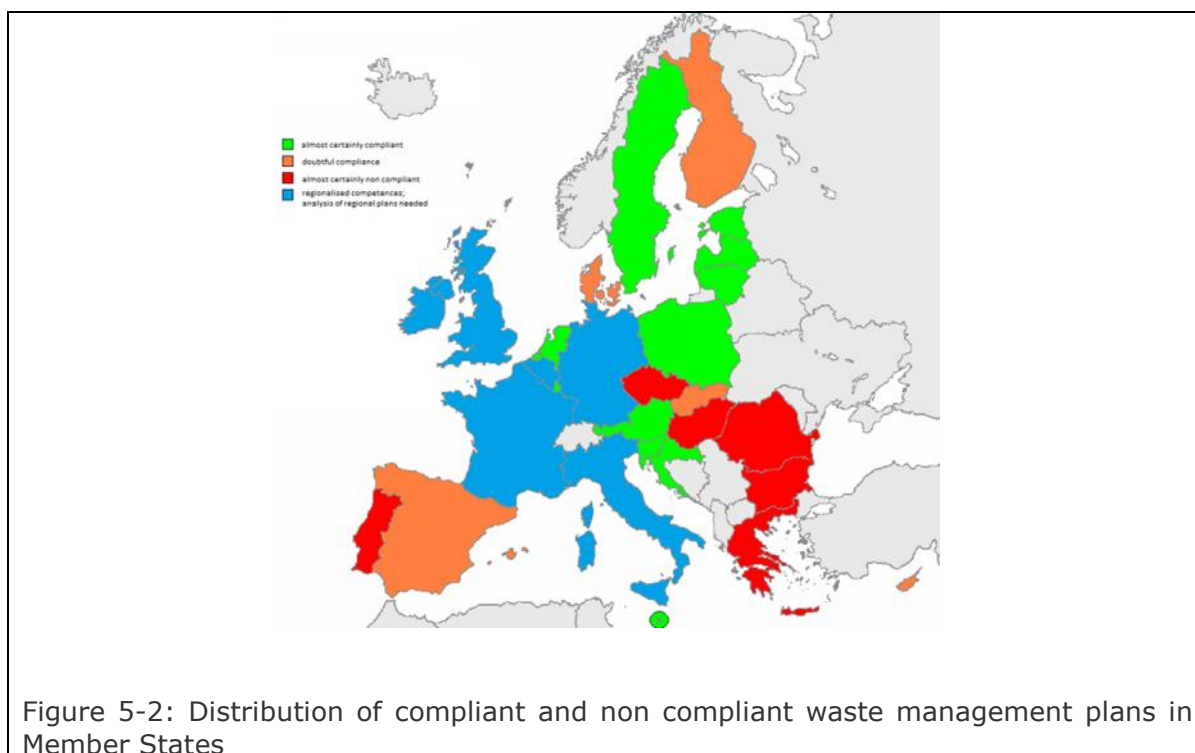 almost certainly compliant
doubtful compliance
almost certainly non compliant
regionalised competences;
analysis of regional plans needed
Figure 5-2: Distribution of compliant and non compliant waste management plans in
Member States